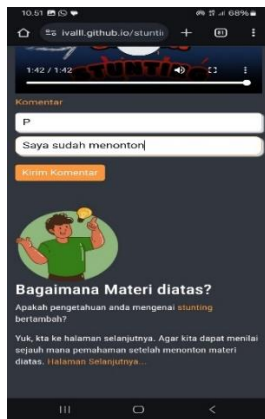 10.51
68%
ivalll.github.io/stuntii
1:42 / 1:42
Komentar
P
Saya sudah menonton
Kirim Komentar
Bagaimana Materi diatas?
Apakah pengetahuan anda mengenai stunting
bertambah?
Yuk, kta ke halaman selanjutnya. Agar kita dapat menilai
sejauh mana pemahaman setelah menonton materi
diatas. Halaman Selanjutnya...